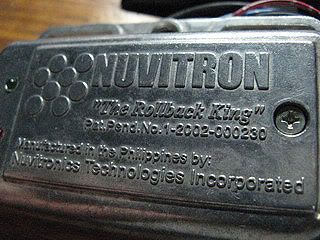 NUVITRON
"The Rollback King"
Pat.Pend.No.1-2002-000230
Manufactured in the Philippines by:
Nuvitronics Technologies Incorporated